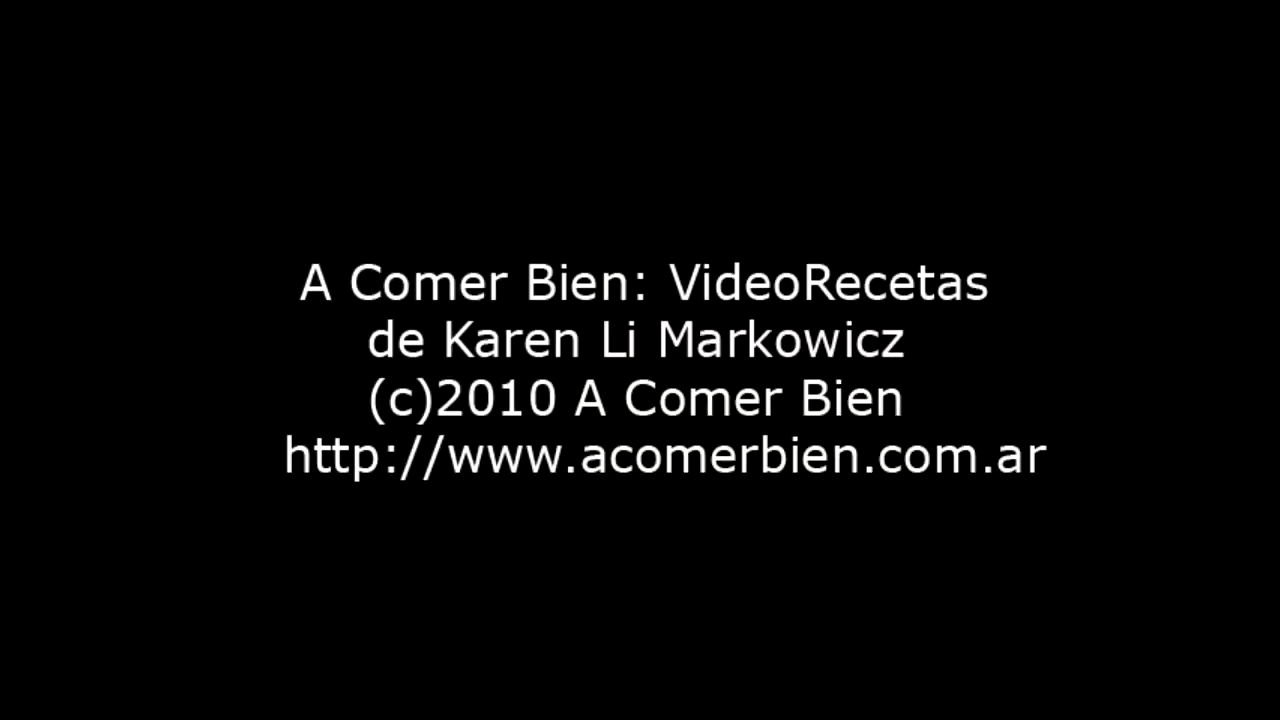 A Comer Bien: VideoRecetas
de Karen Li Markowicz
(c)2010 A Comer Bien
http://www.acomerbien.com.ar